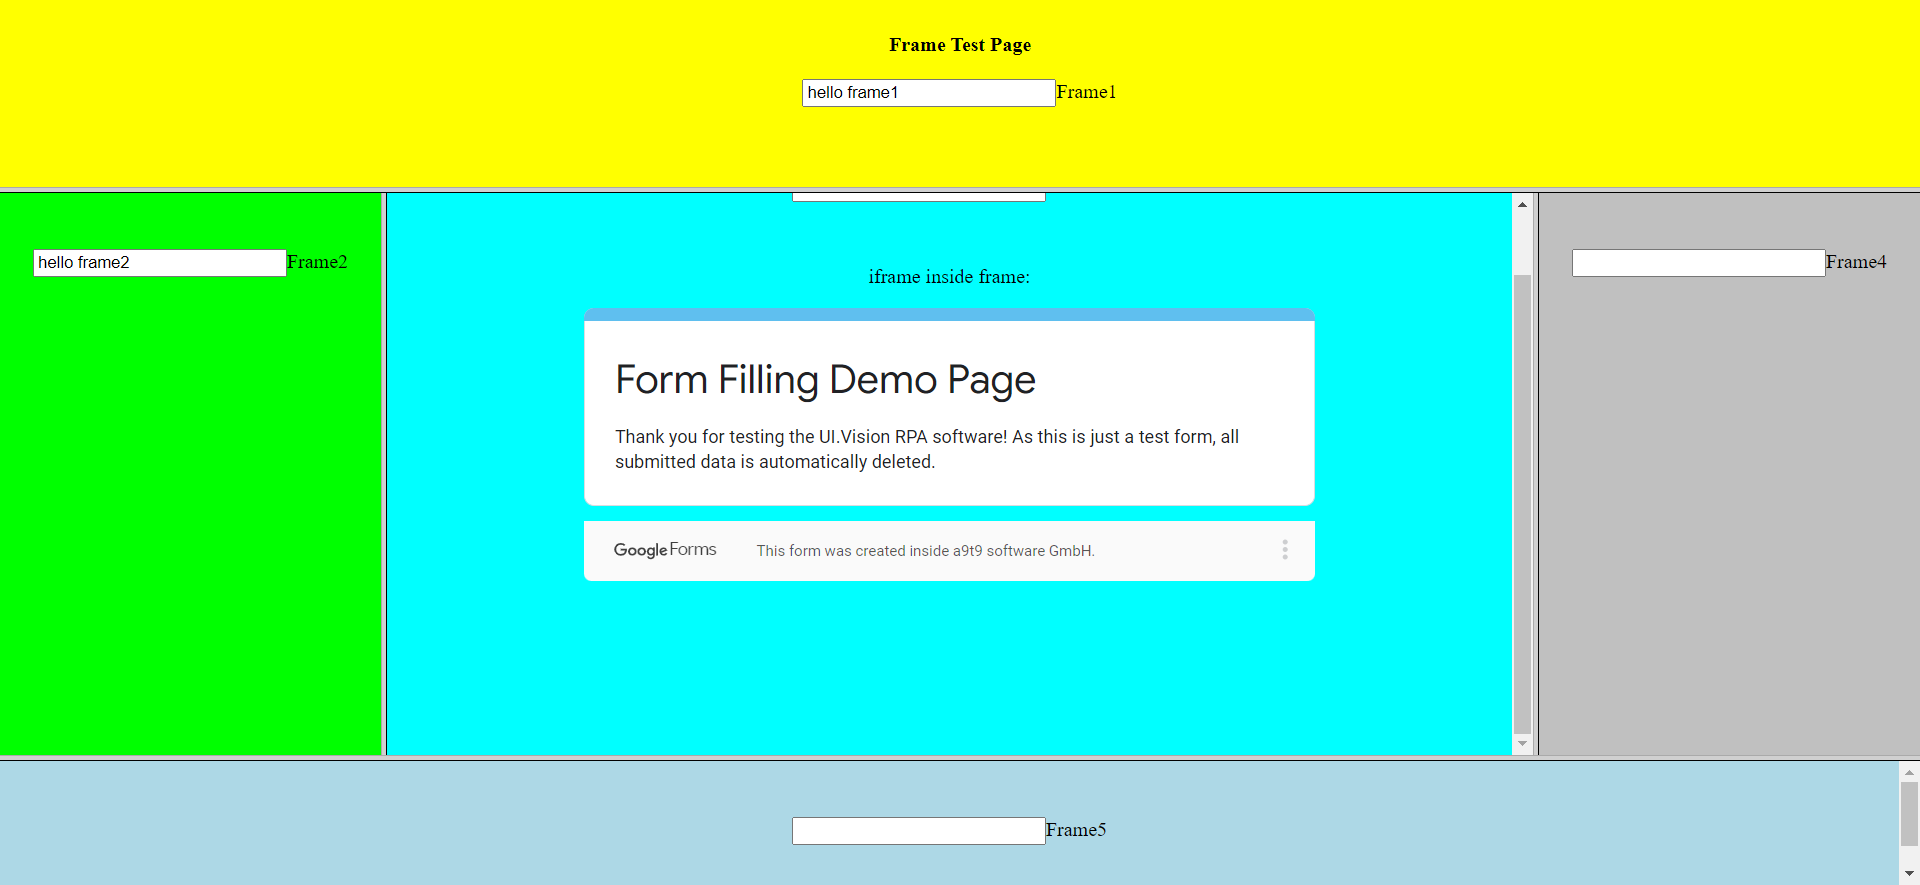 Frame Test Page
hello frame1 Frame1
hello frame2 Frame2
iframe inside frame:
Form Filling Demo Page
Thank you for testing the UI.Vision RPA software! As this is just a test form, all
submitted data is automatically deleted.
Google Forms This form was created inside a9t9 software GmbH.
Frame4
Frame5